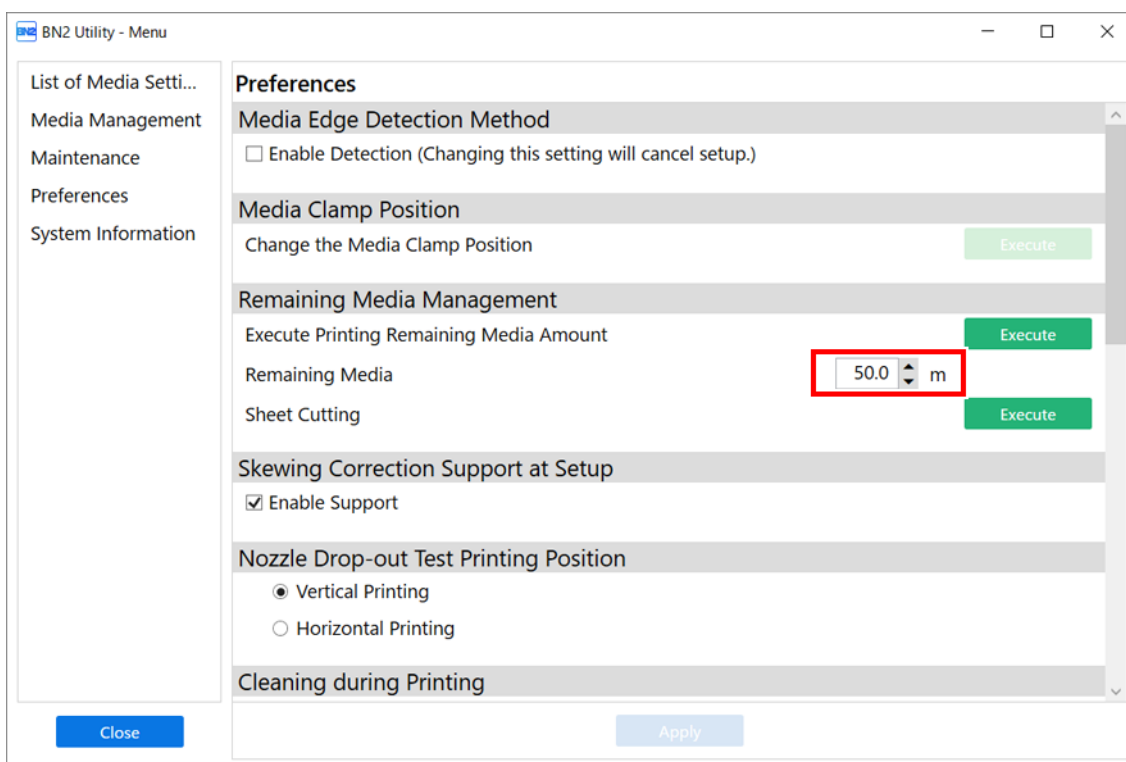 BN2 BN2 Utility - Menu
List of Media Setti...
Media Management
Maintenance
Preferences
System Information
Close
Preferences
Media Edge Detection Method
Enable Detection (Changing this setting will cancel setup.)
Media Clamp Position
Change the Media Clamp Position Execute
Remaining Media Management
Execute Printing Remaining Media Amount Execute
Remaining Media 50.0 m
Sheet Cutting Execute
Skewing Correction Support at Setup
Enable Support
Nozzle Drop-out Test Printing Position
Vertical Printing
Horizontal Printing
Cleaning during Printing
Apply